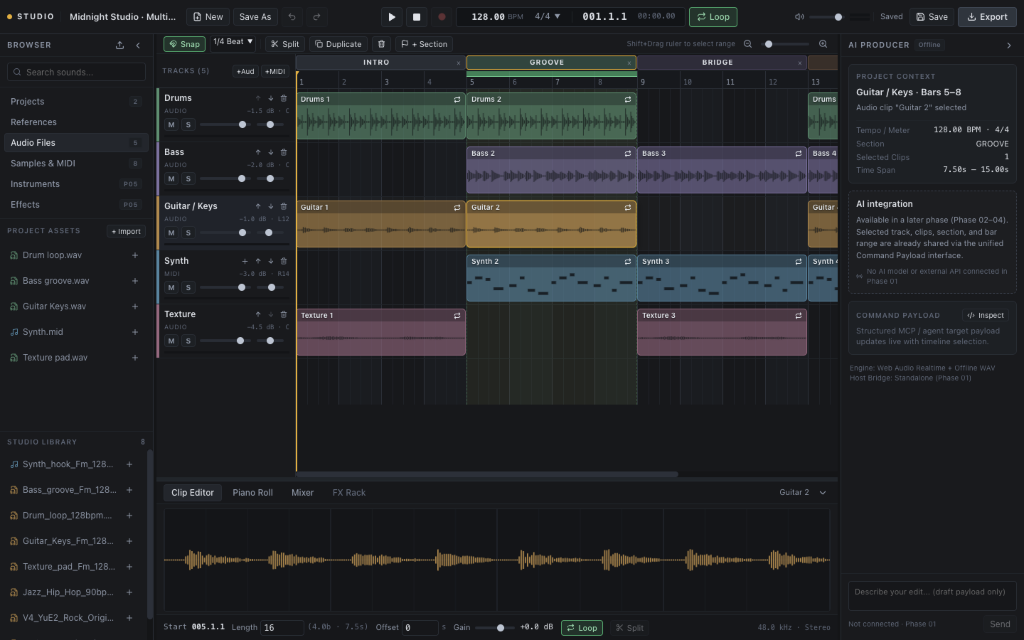 STUDIO
Midnight Studio · Multi...
New
Save As
128.00 BPM 4/4 ▼ 001.1.1 00:00.00
Loop
Saved
Save
Export
BROWSER
Search sounds...
Projects 2
References
Audio Files 5
Samples & MIDI 8
Instruments P05
Effects P05
PROJECT ASSETS
+ Import
Drum loop.wav +
Bass groove.wav +
Guitar Keys.wav +
Synth.mid +
Texture pad.wav +
STUDIO LIBRARY 8
Synth_hook_Fm_128... +
Bass_groove_Fm_128... +
Drum_loop_128bpm.... +
Guitar_Keys_Fm_128... +
Texture_pad_Fm_128... +
Jazz_Hip_Hop_90bp... +
V4_YuE2_Rock_Origi... +
Snap
1/4 Beat ▼
Split
Duplicate
+ Section
Shift+Drag ruler to select range
TRACKS (5)
+Aud
+MIDI
INTRO ×
GROOVE ×
BRIDGE ×
1 2 3 4 5 6 7 8 9 10 11 12 13
Drums
AUDIO -1.5 dB · C
M S
Drums 1
Drums 2
Drums
Bass
AUDIO -2.0 dB · C
M S
Bass 2
Bass 3
Bass 4
Guitar / Keys
AUDIO -1.0 dB · L12
M S
Guitar 1
Guitar 2
Guitar
Synth
MIDI -3.0 dB · R14
M S
Synth 2
Synth 3
Synth 4
Texture
AUDIO -4.5 dB · C
M S
Texture 1
Texture 3
Clip Editor
Piano Roll
Mixer
FX Rack
Guitar 2
Start 005.1.1 Length 16 (4.0b · 7.5s) Offset 0 s Gain +0.0 dB
Loop
Split
48.0 kHz · Stereo
AI PRODUCER Offline
PROJECT CONTEXT
Guitar / Keys · Bars 5–8
Audio clip "Guitar 2" selected
Tempo / Meter 128.00 BPM · 4/4
Section GROOVE
Selected Clips 1
Time Span 7.50s — 15.00s
AI integration
Available in a later phase (Phase 02–04).
Selected track, clips, section, and bar
range are already shared via the unified
Command Payload interface.
No AI model or external API connected in
Phase 01
COMMAND PAYLOAD
</> Inspect
Structured MCP / agent target payload
updates live with timeline selection.
Engine: Web Audio Realtime + Offline WAV
Host Bridge: Standalone (Phase 01)
Describe your edit... (draft payload only)
Not connected · Phase 01
Send